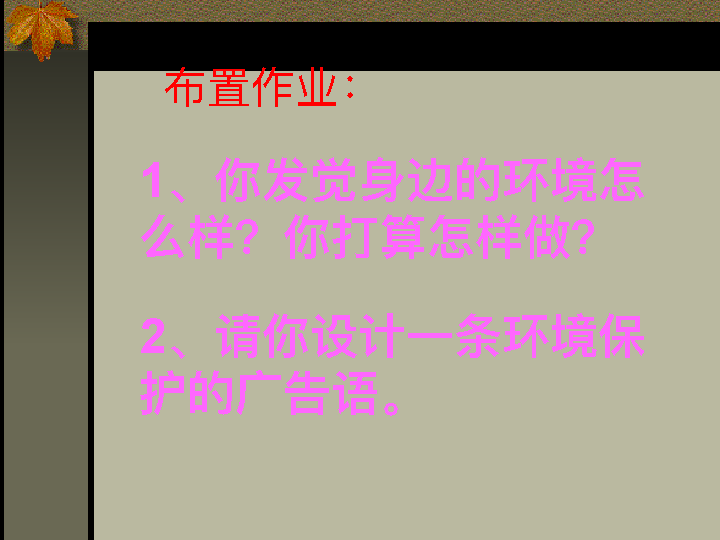 布置作业：
1、你发觉身边的环境怎
么样？你打算怎样做？
2、请你设计一条环境保
护的广告语。